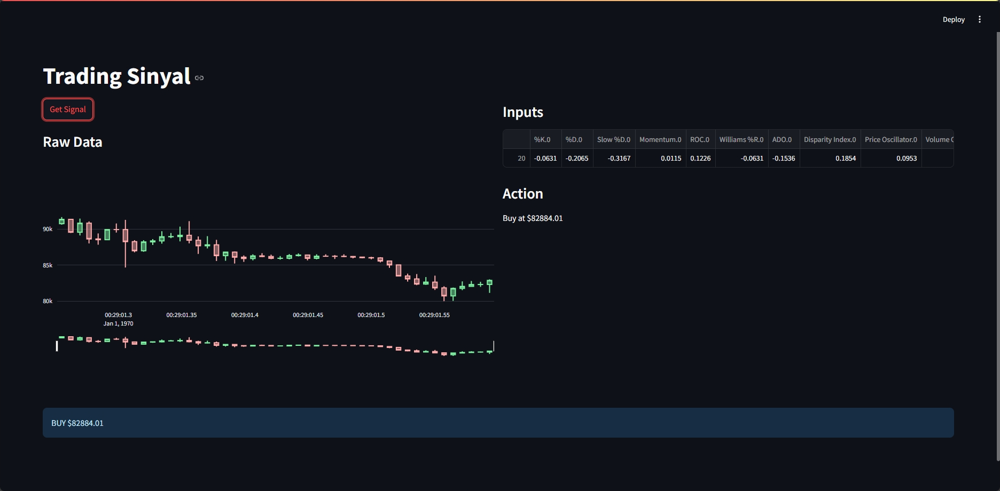 Deploy
Trading Sinyal
Get Signal
Raw Data
90k
85k
80k
00:29:01.3 00:29:01.35 00:29:01.4 00:29:01.45 00:29:01.5 00:29:01.55
Jan 1, 1970
Inputs
%K.0 %D.0 Slow %D.0 Momentum.0 ROC.0 Williams %R.0 ADO.0 Disparity Index.0 Price Oscillator.0 Volume
20 -0.0631 -0.2065 -0.3167 0.0115 0.1226 -0.0631 -0.1536 0.1854 0.0953
Action
Buy at $82884.01
BUY $82884.01